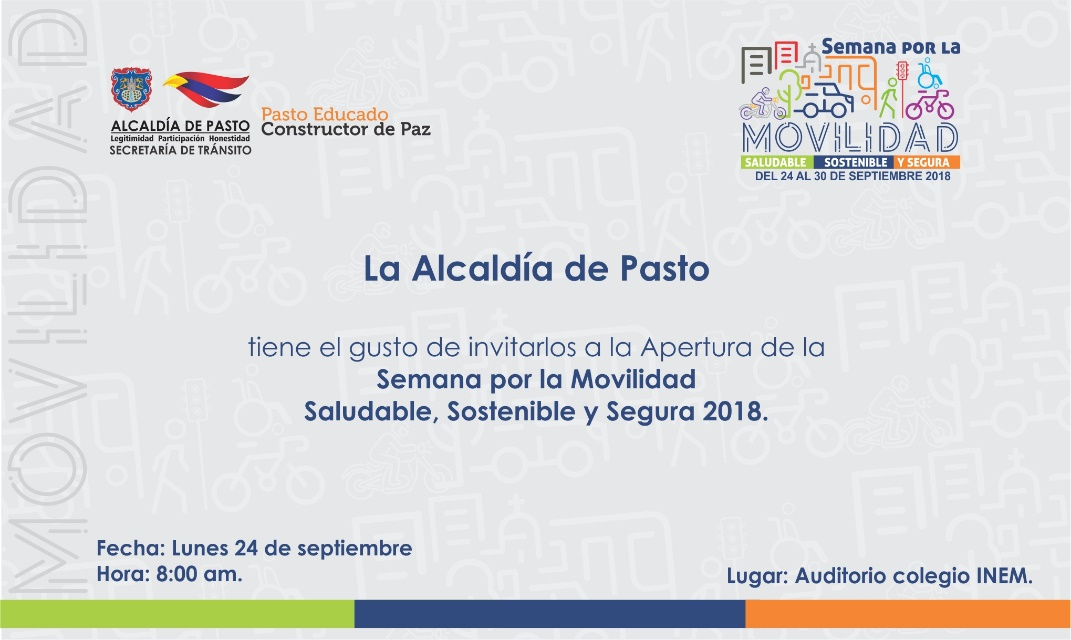 MOVILIDAD
ALCALDÍA DE PASTO
Legitimidad Participación Honestidad
SECRETARÍA DE TRÁNSITO
Pasto Educado
Constructor de Paz
Semana POR LA
MOVILIDAD
SALUDABLE SOSTENIBLE Y SEGURA
DEL 24 AL 30 DE SEPTIEMBRE 2018
La Alcaldía de Pasto
tiene el gusto de invitarlos a la Apertura de la
Semana por la Movilidad
Saludable, Sostenible y Segura 2018.
Fecha: Lunes 24 de septiembre
Hora: 8:00 am.
Lugar: Auditorio colegio INEM.